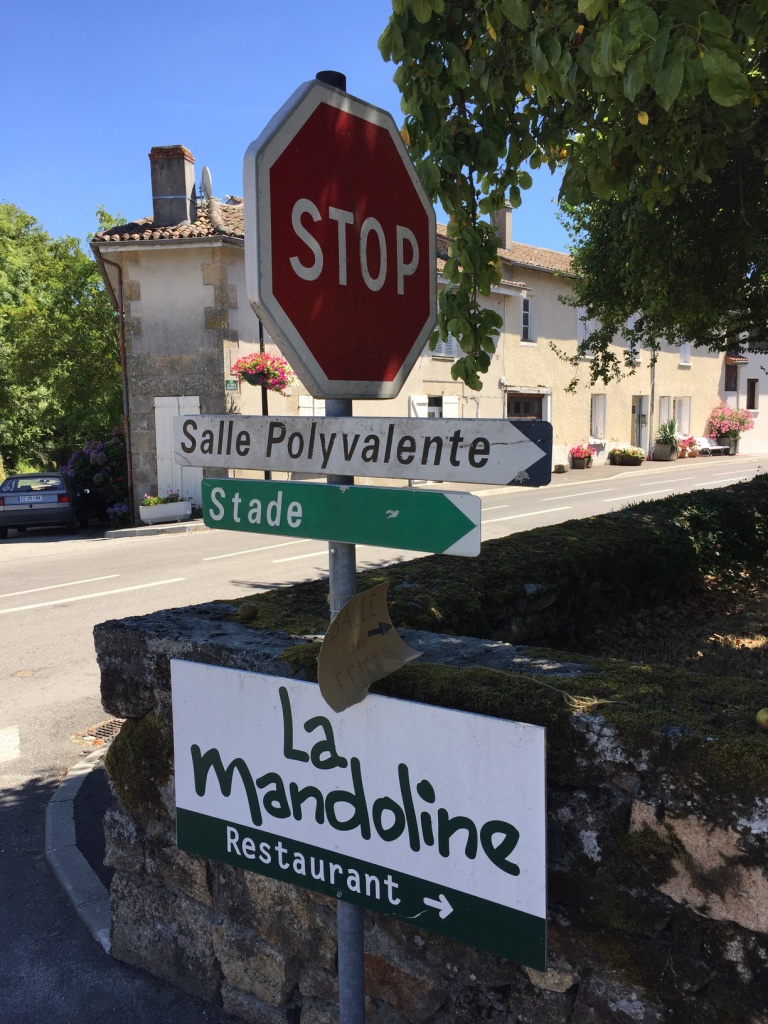 STOP
Salle Polyvalente
Stade
La
Mandoline
Restaurant →